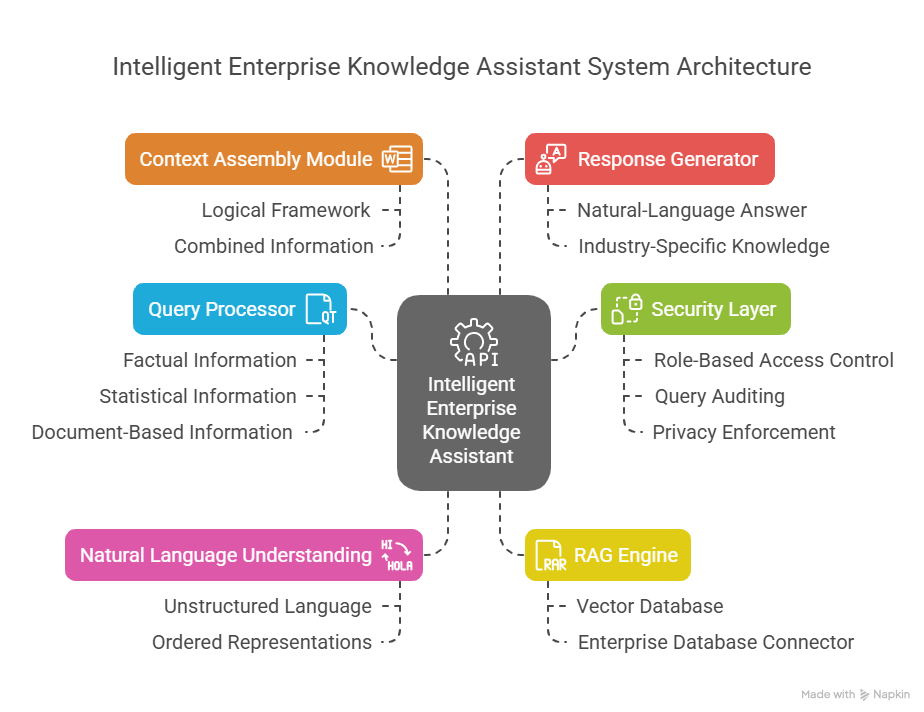 Intelligent Enterprise Knowledge Assistant System Architecture
Context Assembly Module
W
Logical Framework
Combined Information
A
Response Generator
Natural-Language Answer
Industry-Specific Knowledge
Query Processor
QT
Factual Information
Statistical Information
Document-Based Information
API
Intelligent
Enterprise
Knowledge
Assistant
Security Layer
Role-Based Access Control
Query Auditing
Privacy Enforcement
Natural Language Understanding
HI
HOLA
Unstructured Language
Ordered Representations
RAR
RAG Engine
Vector Database
Enterprise Database Connector
Made with Napkin